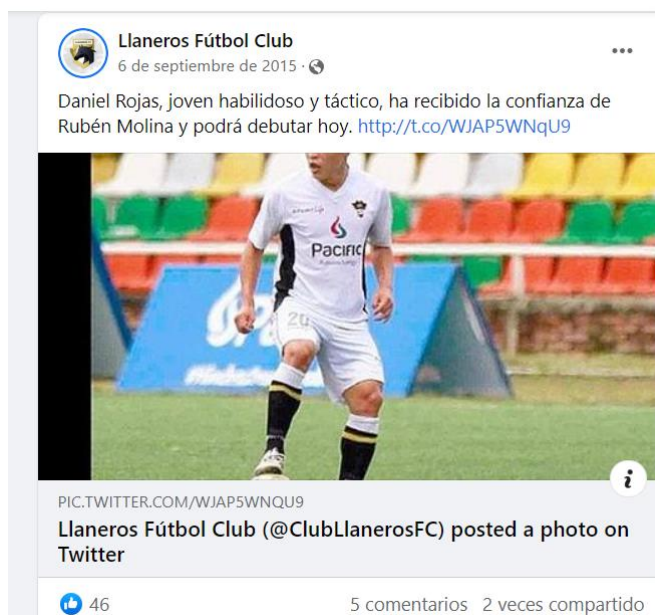 Llaneros Fútbol Club
6 de septiembre de 2015 ·
Daniel Rojas, joven habilidoso y táctico, ha recibido la confianza de
Rubén Molina y podrá debutar hoy. http://t.co/WJAP5WNqU9
PACIFIC
20
PIC.TWITTER.COM/WJAP5WNQU9
Llaneros Fútbol Club (@ClubLlanerosFC) posted a photo on
Twitter
46
5 comentarios 2 veces compartido